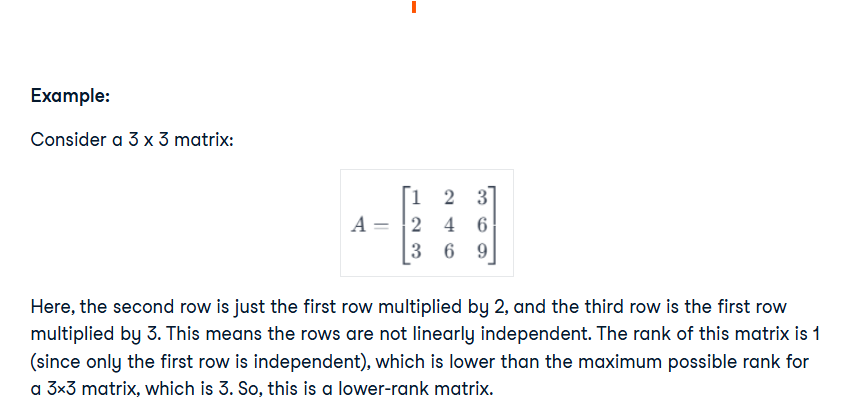 Example:
Consider a 3 x 3 matrix:
A = [1 2 3
2 4 6
3 6 9]
Here, the second row is just the first row multiplied by 2, and the third row is the first row
multiplied by 3. This means the rows are not linearly independent. The rank of this matrix is 1
(since only the first row is independent), which is lower than the maximum possible rank for
a 3×3 matrix, which is 3. So, this is a lower-rank matrix.